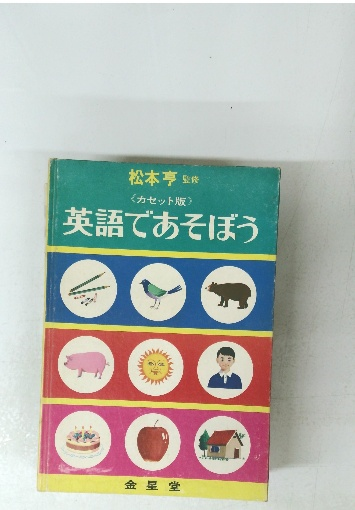 松本亨 監修
《カセット版》
英語であそぼう
金星堂